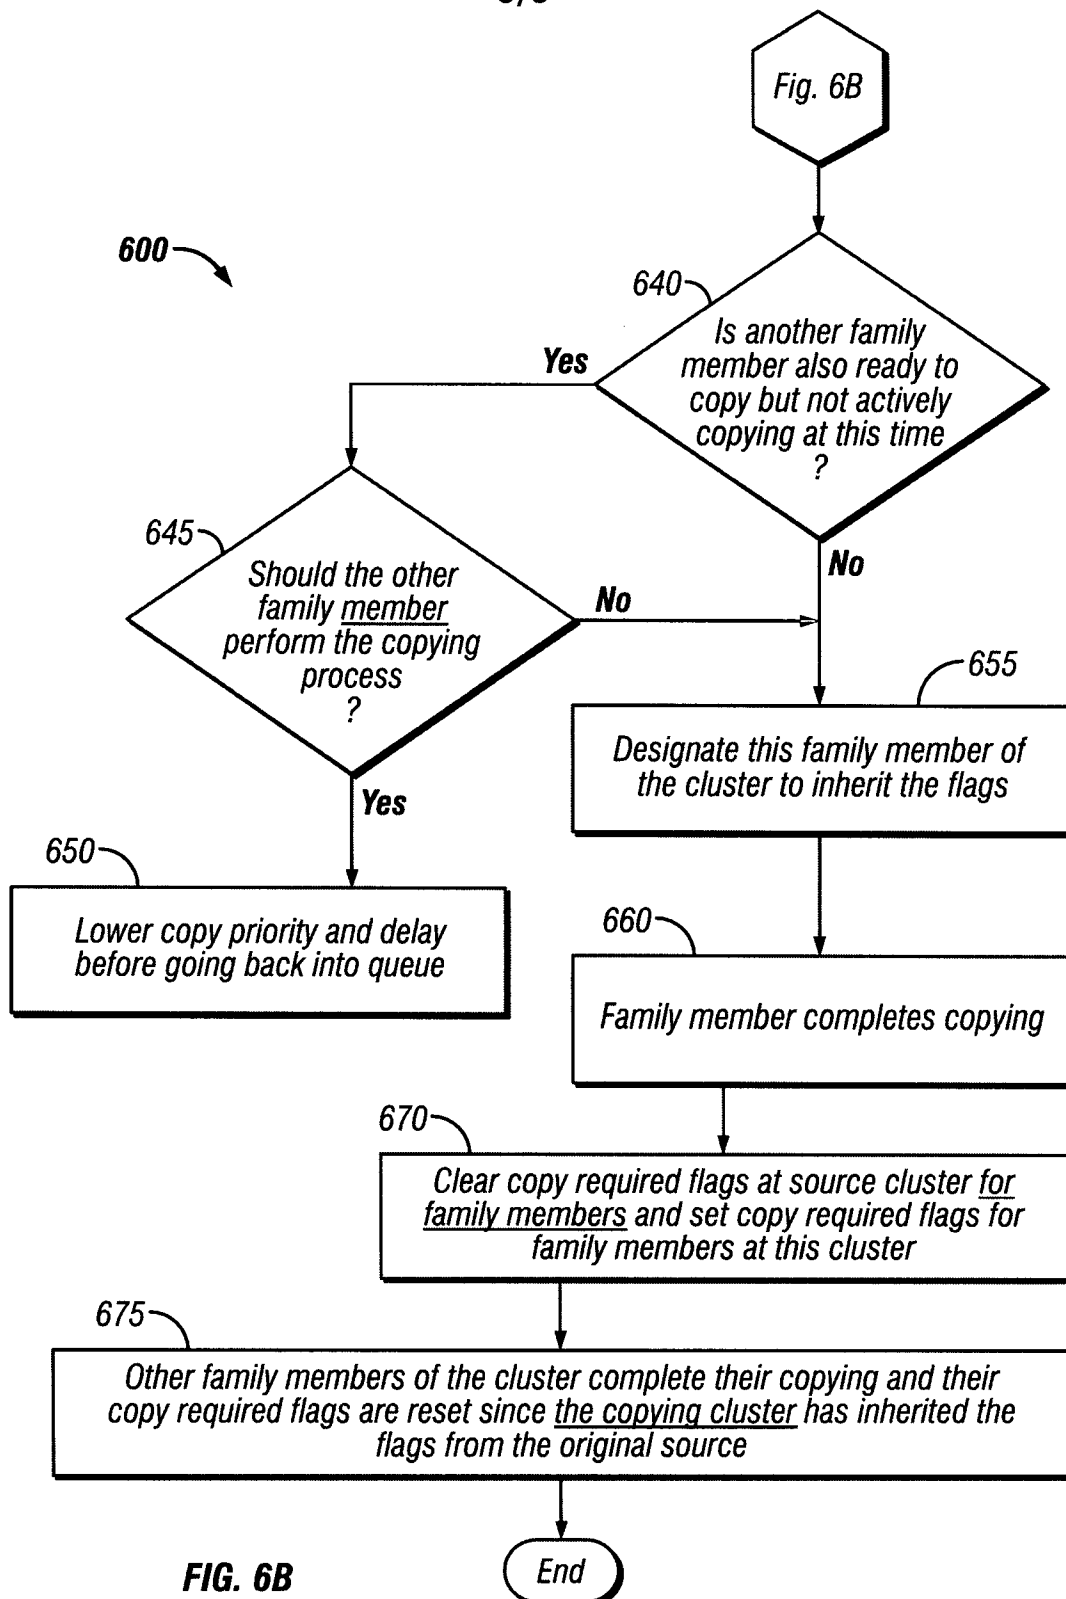 Fig. 6B
600
640
Is another family
member also ready to
copy but not actively
copying at this time
?
Yes
No
645
Should the other
family member
perform the copying
process
?
No
Yes
655
Designate this family member of
the cluster to inherit the flags
650
Lower copy priority and delay
before going back into queue
660
Family member completes copying
670
Clear copy required flags at source cluster for
family members and set copy required flags for
family members at this cluster
675
Other family members of the cluster complete their copying and their
copy required flags are reset since the copying cluster has inherited the
flags from the original source
End
FIG. 6B